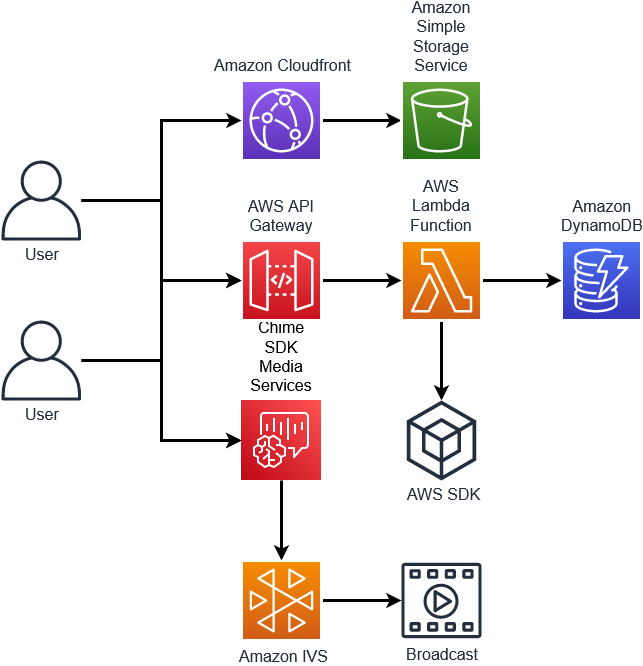 Amazon
Simple
Storage
Service
Amazon Cloudfront
AWS API
Gateway
AWS
Lambda
Function
Amazon
DynamoDB
User
User
Chime
SDK
Media
Services
AWS SDK
Amazon IVS
Broadcast